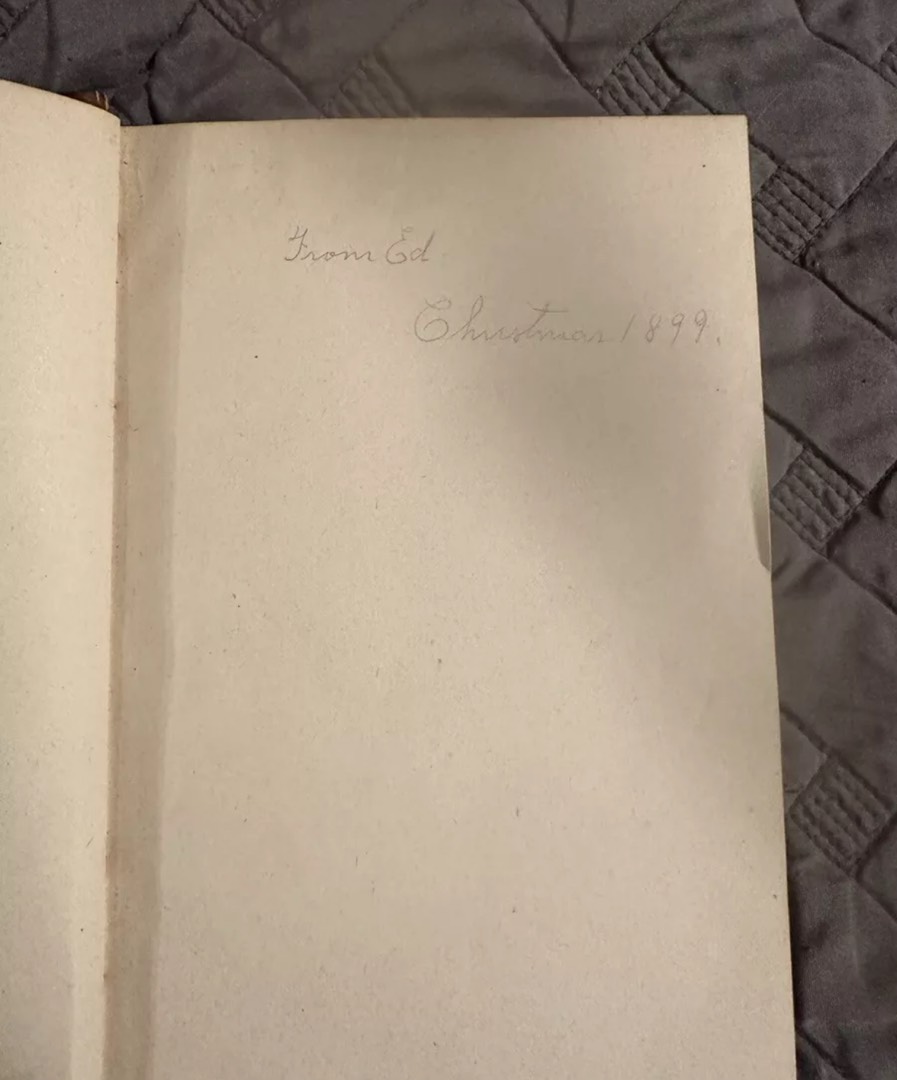 From Ed
Christmas 1899.